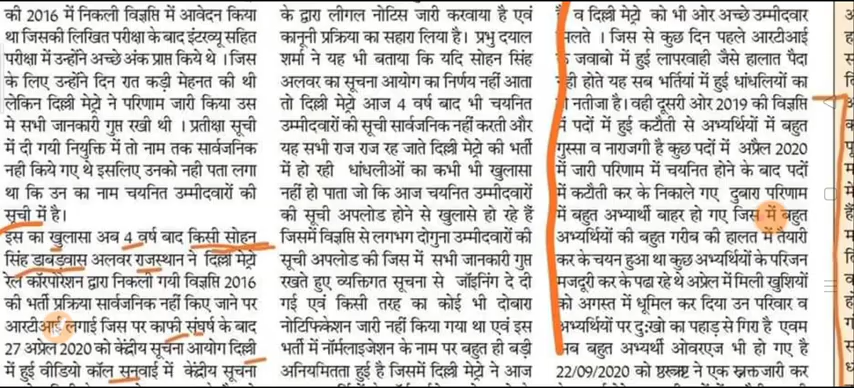 की 2016 में निकली विज्ञप्ति में आवेदन किया
था जिसकी लिखित परीक्षा के बाद इंटरव्यू सहित
परीक्षा में उन्होंने अच्छे अंक प्राप्त किये थे ।जिस
के लिए उन्होंने दिन रात कड़ी मेहनत की थी
लेकिन दिल्ली मेट्रो ने परिणाम जारी किया उस
मे सभी जानकारी गुप्त रखी थी । प्रतीक्षा सूची
में दी गयी नियुक्ति में तो नाम तक सार्वजनिक
नही किये गए थे इसलिए उनको नही पता लगा
था कि उन का नाम चयनित उम्मीदवारों की
सूची में है।
इस का खुलासा अब 4 वर्ष बाद किसी सोहन
सिंह डाबड़वास अलवर राजस्थान ने दिल्ली मेट्रो
रेल कॉरपोरेशन द्वारा निकली गयी विज्ञप्ति 2016
की भर्ती प्रक्रिया सार्वजनिक नहीं किए जाने पर
आरटीआई लगाई जिस पर काफी संघर्ष के बाद
27 अप्रेल 2020 को केंद्रीय सूचना आयोग दिल्ली
में हुई वीडियो कॉल सुनवाई में केंद्रीय सूचना
के द्वारा लीगल नोटिस जारी करवाया है एवं
कानूनी प्रक्रिया का सहारा लिया है। प्रभु दयाल
शर्मा ने यह भी बताया कि यदि सोहन सिंह
अलवर का सूचना आयोग का निर्णय नहीं आता
तो दिल्ली मेट्रो आज 4 वर्ष बाद भी चयनित
उम्मीदवारों की सूची सार्वजनिक नहीं करती और
यह सभी राज राज रह जाते दिल्ली मेट्रो की भर्ती
में हो रही धांधलीओं का कभी भी खुलासा
नहीं हो पाता जो कि आज चयनित उम्मीदवारों
की सूची अपलोड होने से खुलासे हो रहे हैं
जिसमें विज्ञप्ति से लगभग दोगुना उम्मीदवारों की
सूची अपलोड की जिस में सभी जानकारी गुप्त
रखते हुए व्यक्तिगत सूचना से जॉइनिंग दे दी
गई एवं किसी तरह का कोई भी दोबारा
नोटिफिकेशन जारी नहीं किया गया था एवं इस
भर्ती में नॉर्मलाइजेशन के नाम पर बहुत ही बड़ी
अनियमितता हुई है जिसमें दिल्ली मेट्रो ने आज
व दिल्ली मेट्रो को भी ओर अच्छे उम्मीदवार
मिलते । जिस से कुछ दिन पहले आरटीआई
के जवाबो में हुई लापरवाही जैसे हालात पैदा
नही होते यह सब भर्तियां में हुई धांधलियों का
नतीजा है। वही दूसरी ओर 2019 की विज्ञप्ति
में पदों में हुई कटौती से अभ्यर्थियों में बहुत
गुस्सा व नाराजगी है कुछ पदों में अप्रैल 2020
में जारी परिणाम में चयनित होने के बाद पदों
में कटौती कर के निकाले गए दुबारा परिणाम
में बहुत अभ्यार्थी बाहर हो गए जिस में बहुत
अभ्यर्थियों की बहुत गरीब की हालत में तैयारी
कर के चयन हुआ था कुछ अभ्यर्थियों के परिजन
मजदूरी कर के पढा रहे थे अप्रेल में मिली खुशियों
को अगस्त में धूमिल कर दिया उन परिवार व
अभ्यर्थियों पर दु:खो का पहाड़ से गिरा है एवम
अब बहुत अभ्यर्थी ओवरएज भी हो गए है
22/09/2020 को ने एक जारी कर